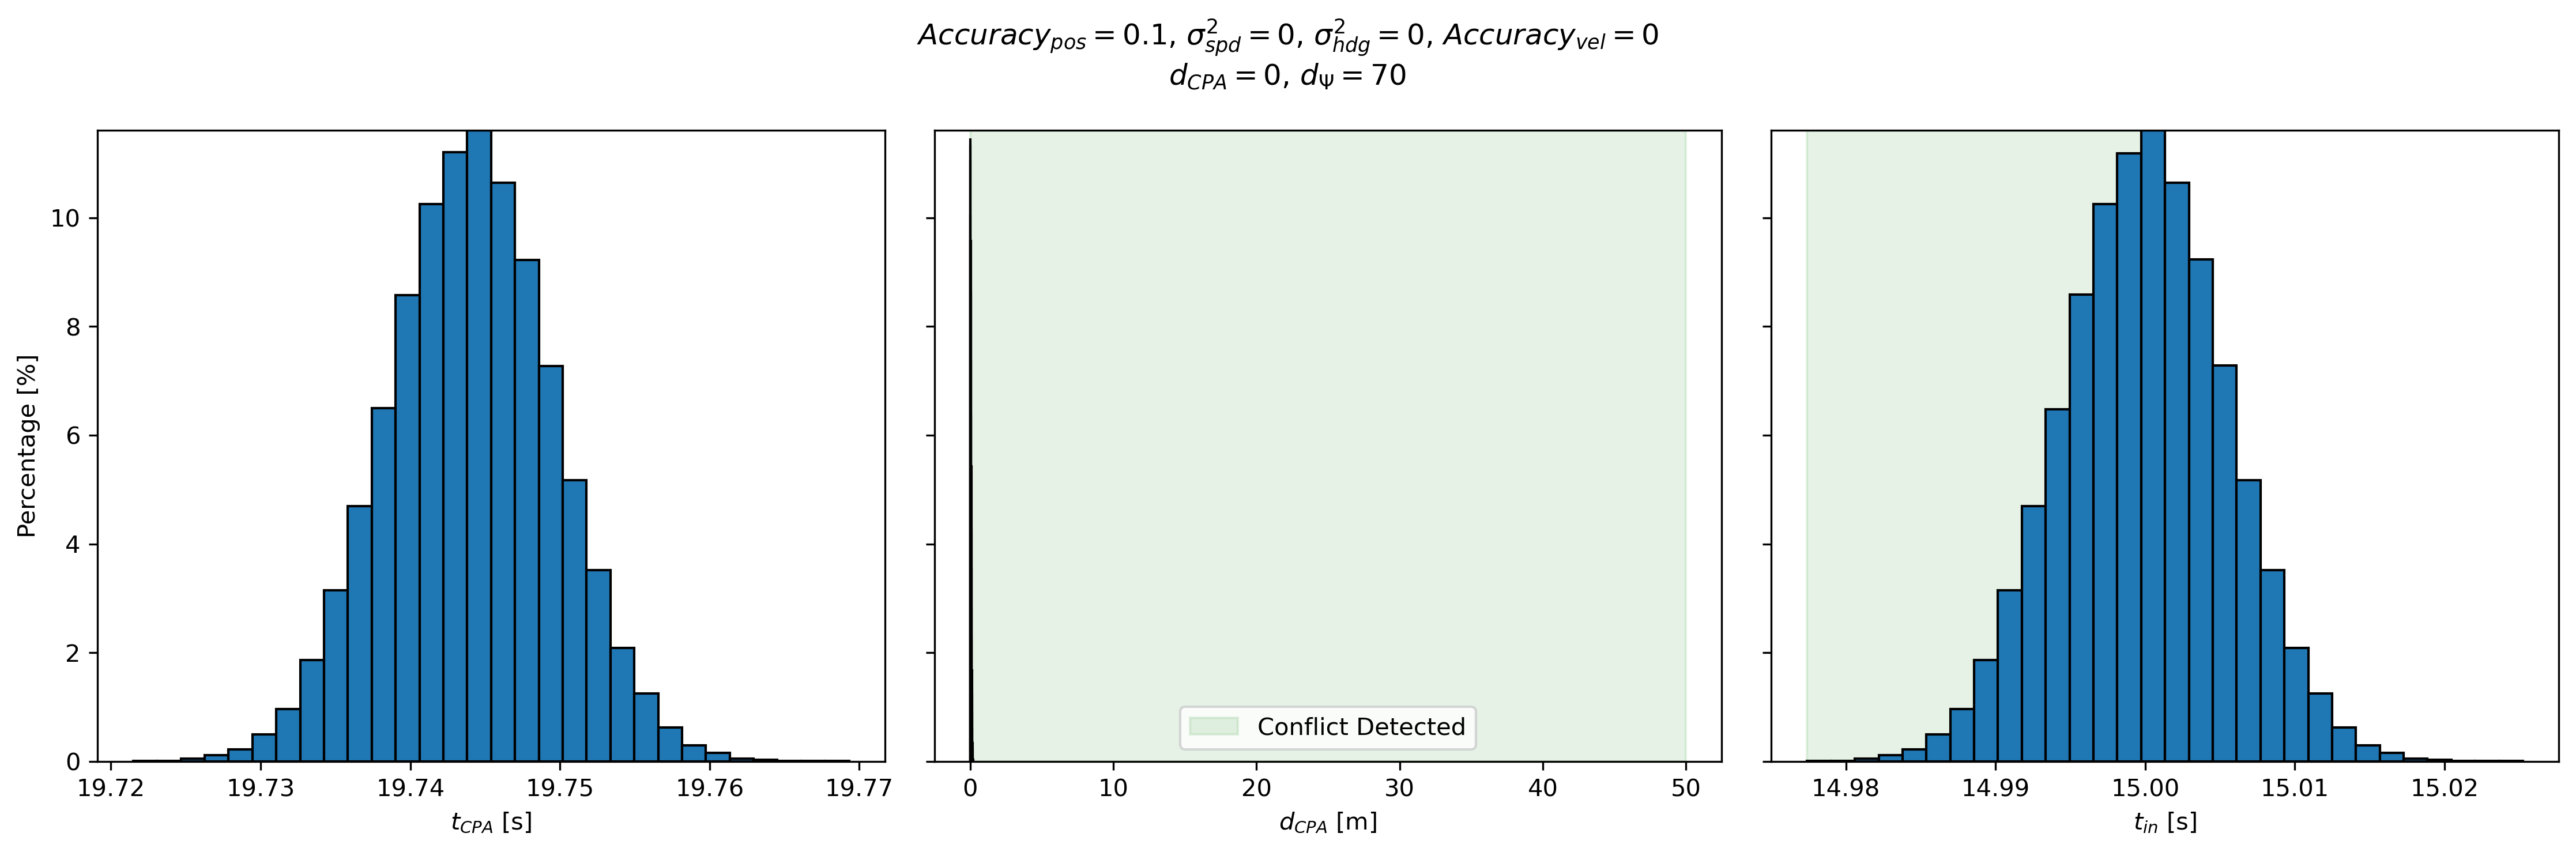 Accuracy_pos = 0.1, σ²_spd = 0, σ²_hdg = 0, Accuracy_vel = 0
d_CPA = 0, d_Ψ = 70
Percentage [%]
10
8
6
4
2
0
19.72 19.73 19.74 19.75 19.76 19.77
t_CPA [s]
Conflict Detected
0 10 20 30 40 50
d_CPA [m]
14.98 14.99 15.00 15.01 15.02
t_in [s]